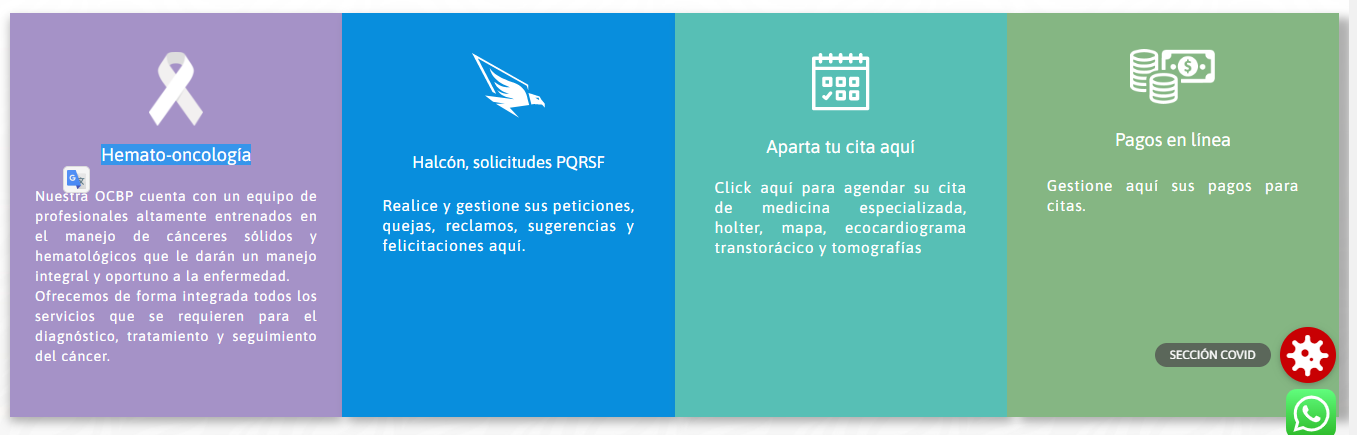 Hemato-oncología
Nuestra OCBP cuenta con un equipo de
profesionales altamente entrenados en
el manejo de cánceres sólidos y
hematológicos que le darán un manejo
integral y oportuno a la enfermedad.
Ofrecemos de forma integrada todos los
servicios que se requieren para el
diagnóstico, tratamiento y seguimiento
del cáncer.
Halcón, solicitudes PQRSF
Realice y gestione sus peticiones,
quejas, reclamos, sugerencias y
felicitaciones aquí.
Aparta tu cita aquí
Click aquí para agendar su cita
de medicina especializada,
holter, mapa, ecocardiograma
transtorácico y tomografías
Pagos en línea
Gestione aquí sus pagos para
citas.
SECCIÓN COVID